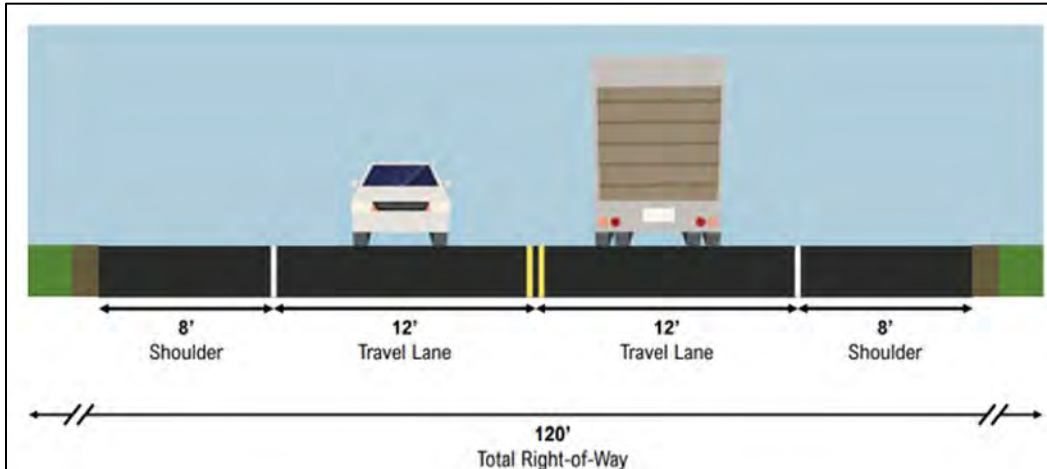 8’
Shoulder
12’
Travel Lane
12’
Travel Lane
8’
Shoulder
120’
Total Right-of-Way